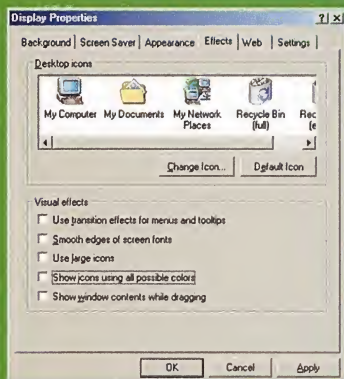 Display Properties
Background Screen Saver Appearance Effects Web Settings
Desktop icons
My Computer My Documents My Network Places Recycle Bin (full) Rec (e
Change Icon... Default Icon
Visual effects
Use transition effects for menus and tooltips
Smooth edges of screen fonts
Use large icons
Show icons using all possible colors
Show window contents while dragging
OK Cancel Apply